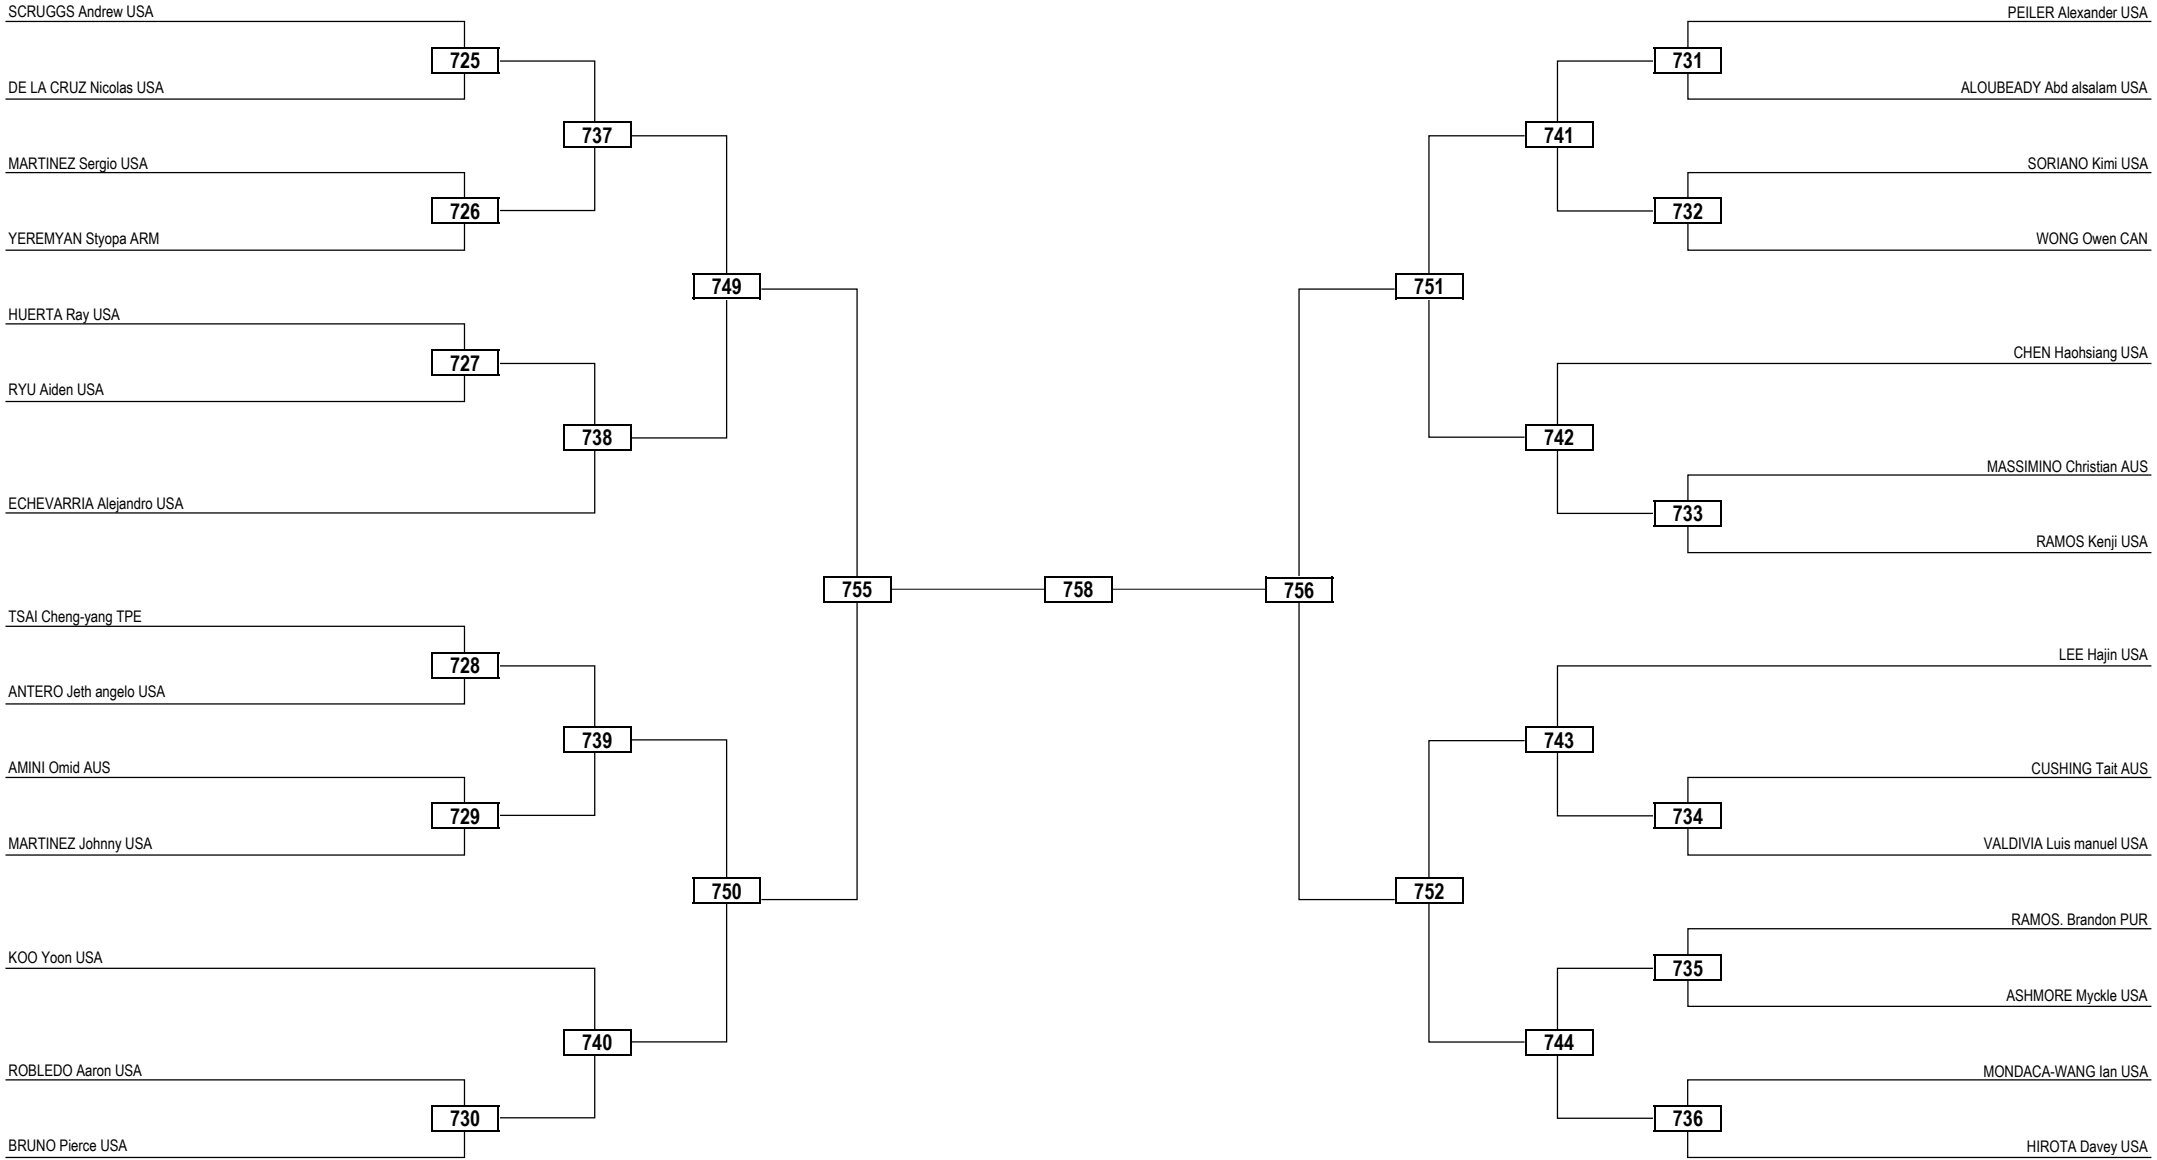 SCRUGGS Andrew USA
725
DE LA CRUZ Nicolas USA
737
MARTINEZ Sergio USA
726
YEREMYAN Styopa ARM
749
HUERTA Ray USA
727
RYU Aiden USA
738
ECHEVARRIA Alejandro USA
755
TSAI Cheng-yang TPE
728
ANTERO Jeth angelo USA
739
AMINI Omid AUS
729
MARTINEZ Johnny USA
750
KOO Yoon USA
740
ROBLEDO Aaron USA
730
BRUNO Pierce USA
758
PEILER Alexander USA
731
ALOUBEADY Abd alsalam USA
741
SORIANO Kimi USA
732
WONG Owen CAN
751
CHEN Haohsiang USA
742
MASSIMINO Christian AUS
733
RAMOS Kenji USA
756
LEE Hajin USA
743
CUSHING Tait AUS
734
VALDIVIA Luis manuel USA
752
RAMOS. Brandon PUR
735
ASHMORE Myckle USA
744
MONDACA-WANG Ian USA
736
HIROTA Davey USA